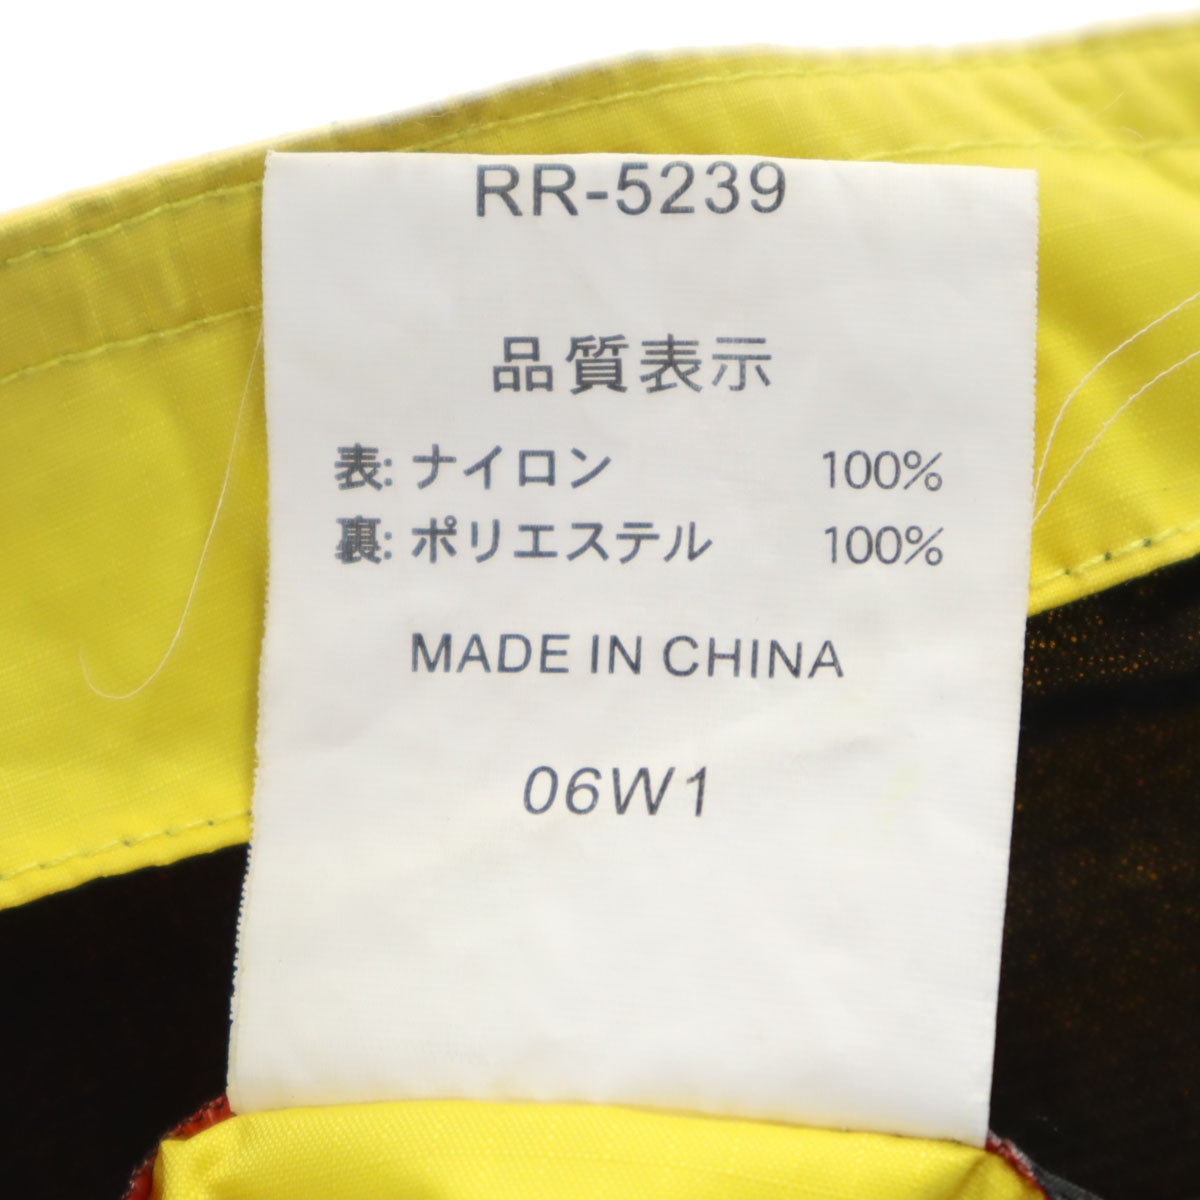 RR-5239
品質表示
表: ナイロン 100%
裏: ポリエステル 100%
MADE IN CHINA
06W1